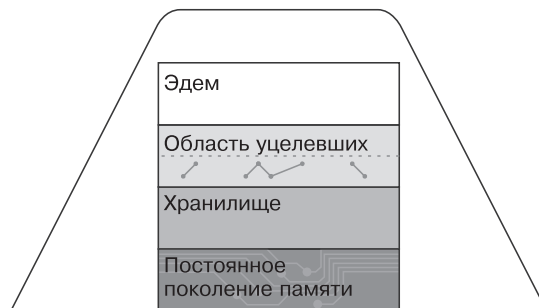 Эдем
Область уцелевших
Хранилище
Постоянное
поколение памяти